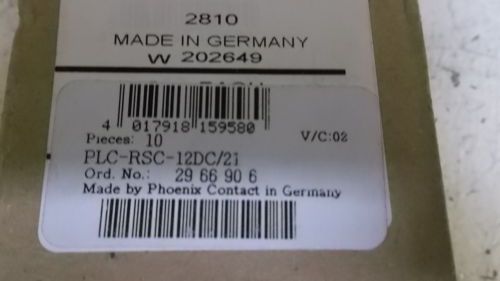 2810
MADE IN GERMANY
W 202649
4 017918 159580
Pieces: 10 V/C:02
PLC-RSC-12DC/21
Ord. No.: 29 66 90 6
Made by Phoenix Contact in Germany